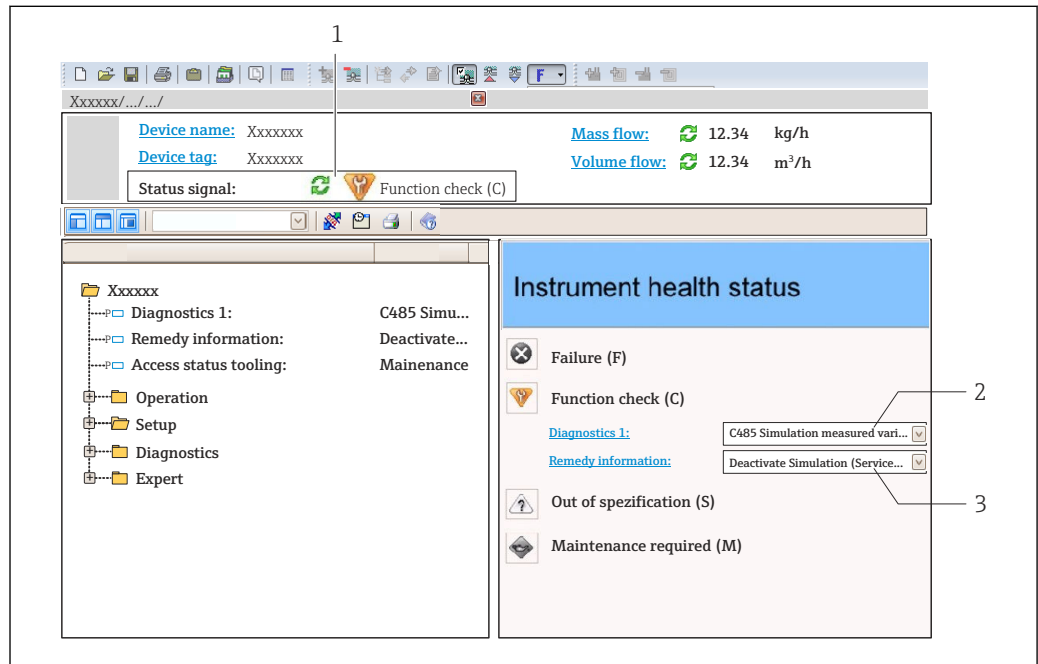 1
F
Xxxxxx/.../.../
Device name: Xxxxxxx
Mass flow: 12.34 kg/h
Device tag: Xxxxxxx
Volume flow: 12.34 m³/h
Status signal: Function check (C)
Xxxxxx
Diagnostics 1: C485 Simu...
Remedy information: Deactivate...
Access status tooling: Mainenance
Operation
Setup
Diagnostics
Expert
Instrument health status
Failure (F)
Function check (C)
2
Diagnostics 1: C485 Simulation measured vari...
Remedy information: Deactivate Simulation (Service...
Out of spezification (S)
3
Maintenance required (M)